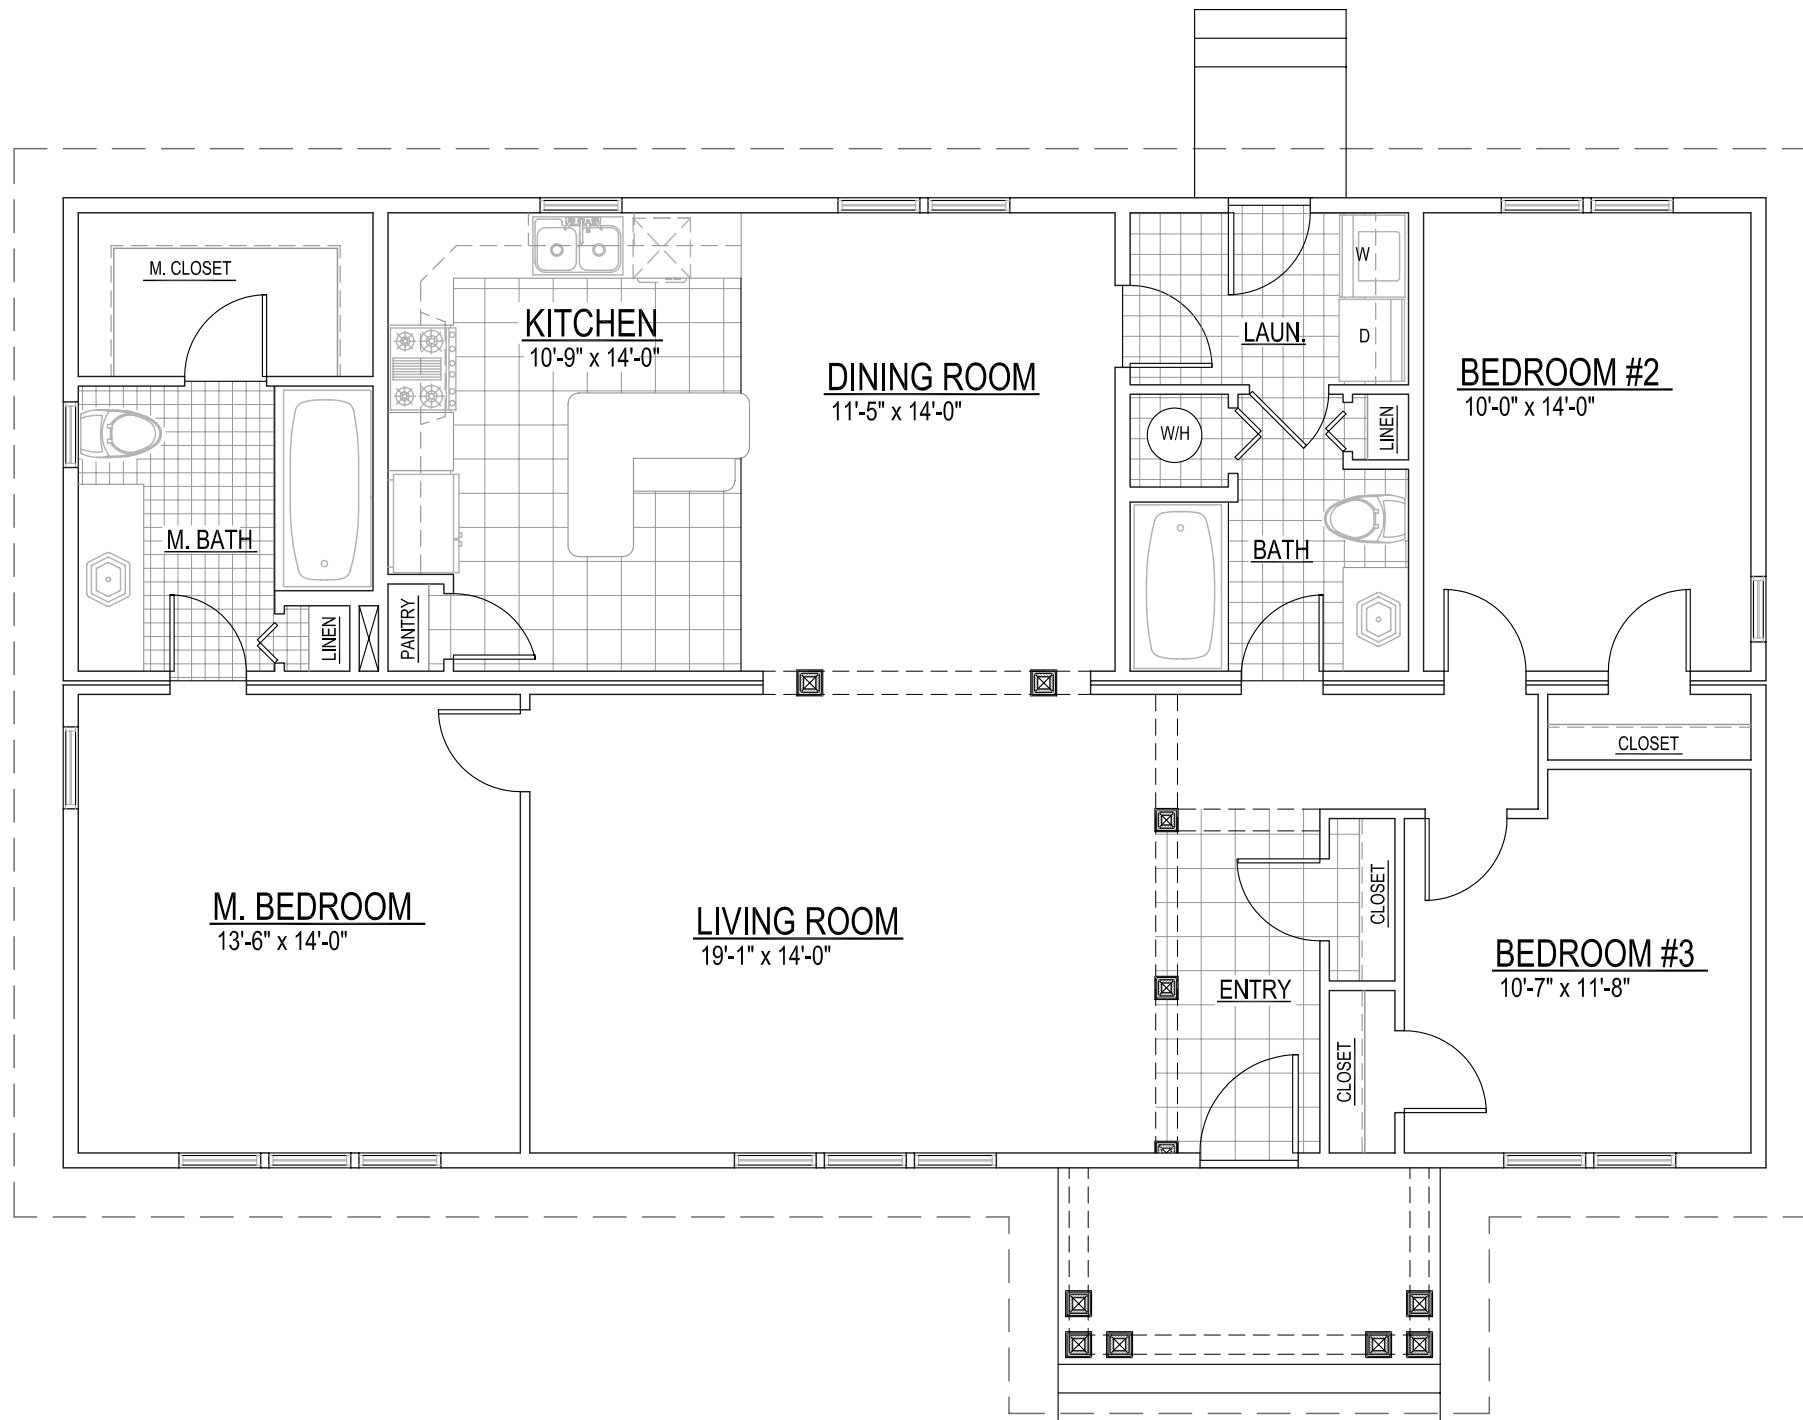 M. CLOSET
KITCHEN
10'-9" x 14'-0"
DINING ROOM
11'-5" x 14'-0"
W
LAUN.
D
BEDROOM #2
10'-0" x 14'-0"
W/H
LINEN
M. BATH
BATH
LINEN
PANTRY
CLOSET
M. BEDROOM
13'-6" x 14'-0"
LIVING ROOM
19'-1" x 14'-0"
CLOSET
ENTRY
BEDROOM #3
10'-7" x 11'-8"
CLOSET